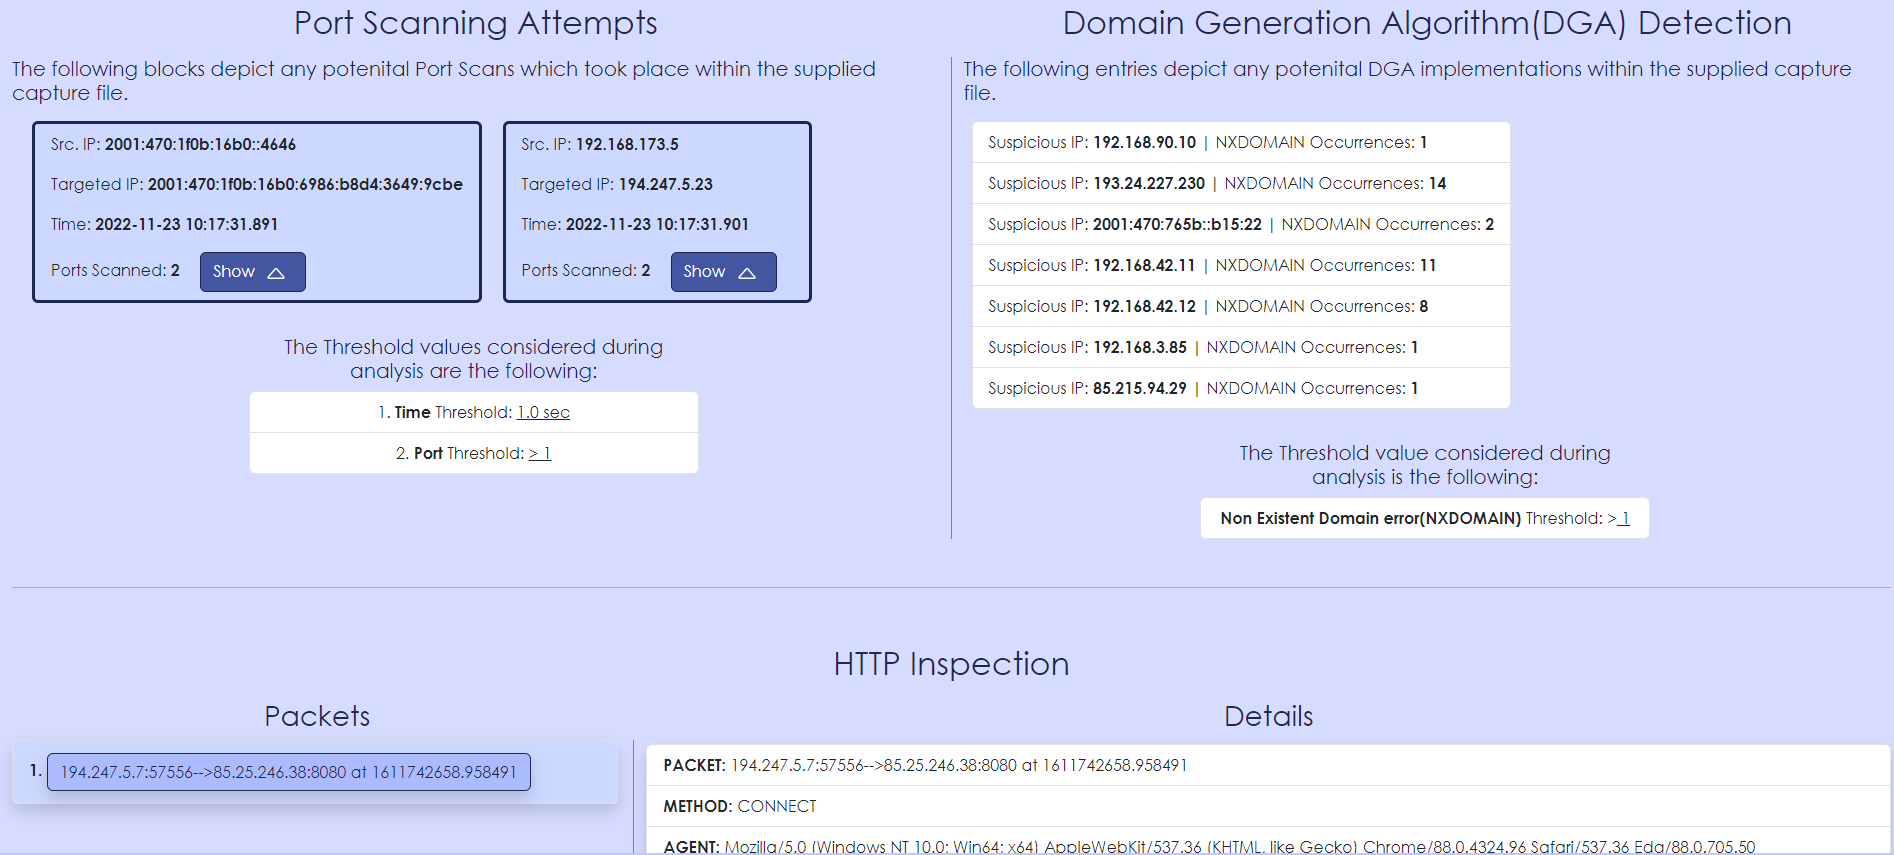 Port Scanning Attempts
The following blocks depict any potenital Port Scans which took place within the supplied
capture file.
Src. IP: 2001:470:1f0b:16b0::4646
Targeted IP: 2001:470:1f0b:16b0:6986:b8d4:3649:9cbe
Time: 2022-11-23 10:17:31.891
Ports Scanned: 2 Show
Src. IP: 192.168.173.5
Targeted IP: 194.247.5.23
Time: 2022-11-23 10:17:31.901
Ports Scanned: 2 Show
The Threshold values considered during
analysis are the following:
1. Time Threshold: 1.0 sec
2. Port Threshold: > 1
Domain Generation Algorithm(DGA) Detection
The following entries depict any potenital DGA implementations within the supplied capture
file.
Suspicious IP: 192.168.90.10 | NXDOMAIN Occurrences: 1
Suspicious IP: 193.24.227.230 | NXDOMAIN Occurrences: 14
Suspicious IP: 2001:470:765b::b15:22 | NXDOMAIN Occurrences: 2
Suspicious IP: 192.168.42.11 | NXDOMAIN Occurrences: 11
Suspicious IP: 192.168.42.12 | NXDOMAIN Occurrences: 8
Suspicious IP: 192.168.3.85 | NXDOMAIN Occurrences: 1
Suspicious IP: 85.215.94.29 | NXDOMAIN Occurrences: 1
The Threshold value considered during
analysis is the following:
Non Existent Domain error(NXDOMAIN) Threshold: > 1
HTTP Inspection
Packets
1. 194.247.5.7:57556-->85.25.246.38:8080 at 1611742658.958491
Details
PACKET: 194.247.5.7:57556-->85.25.246.38:8080 at 1611742658.958491
METHOD: CONNECT
AGENT: Mozilla/5.0 (Windows NT 10.0; Win64; x64) AppleWebKit/537.36 (KHTML, like Gecko) Chrome/88.0.4324.96 Safari/537.36 Edg/88.0.705.50